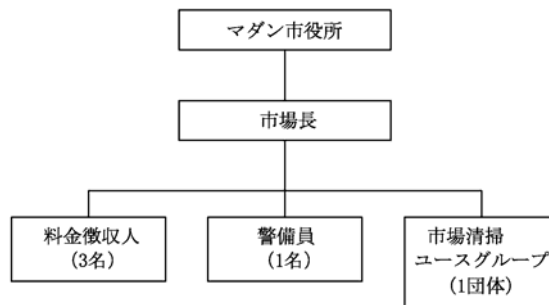 マダン市役所
市場長
料金徴収人
（3名）
警備員
（1名）
市場清掃
ユースグループ
（1団体）